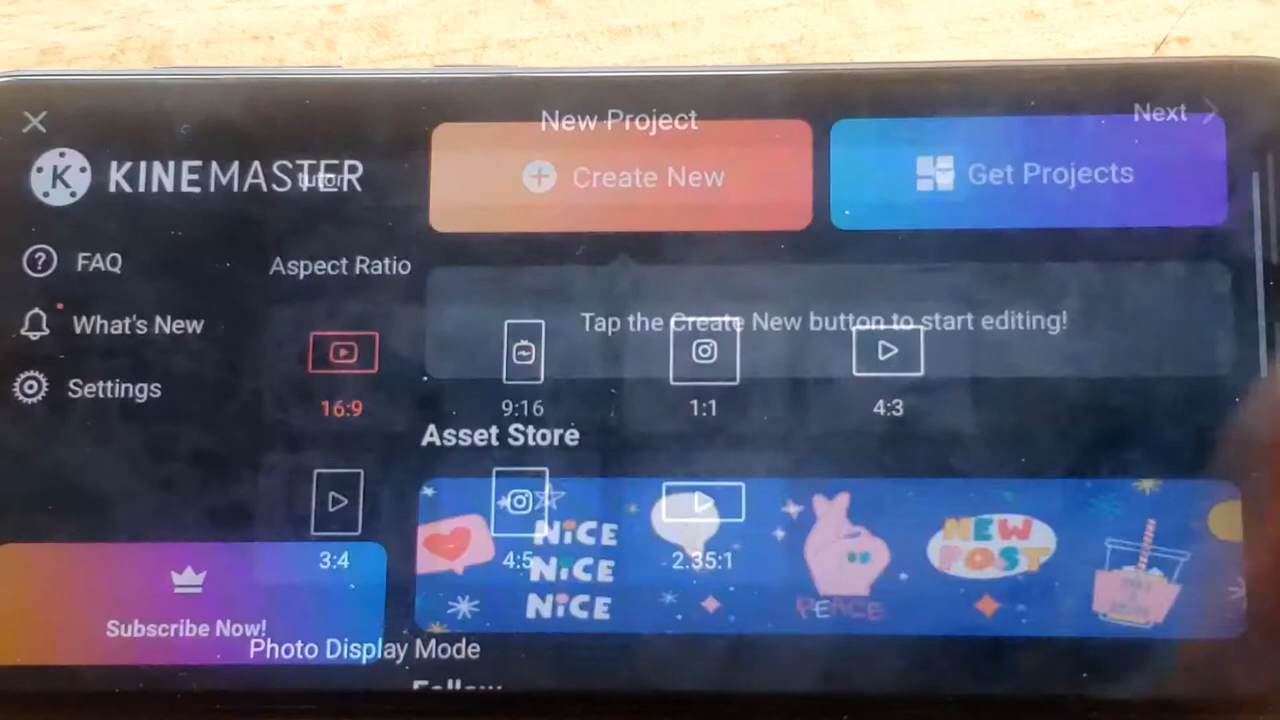 New Project
Next
KINEMASTER
Create New
Get Projects
FAQ
Aspect Ratio
What's New
Tap the Create New button to start editing!
Settings
16:9
9:16
1:1
4:3
Asset Store
NiCE
NiCE
NiCE
NEW
POST
PEACE
3:4
4:5
2.35:1
Subscribe Now!
Photo Display Mode
Follow